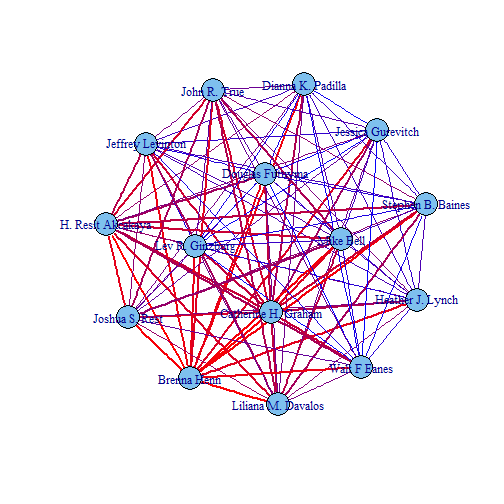 Dianna K. Padilla
John R. True
Jessica Gurevitch
Jeffrey Levinton
Douglas Futuyma
Stephen B. Baines
H. Resit Akcakaya
Lev R. Ginzburg
Mike Bell
Heather J. Lynch
Catherine H. Graham
Joshua S. Rest
Walt F Eanes
Brenna Henn
Liliana M. Davalos